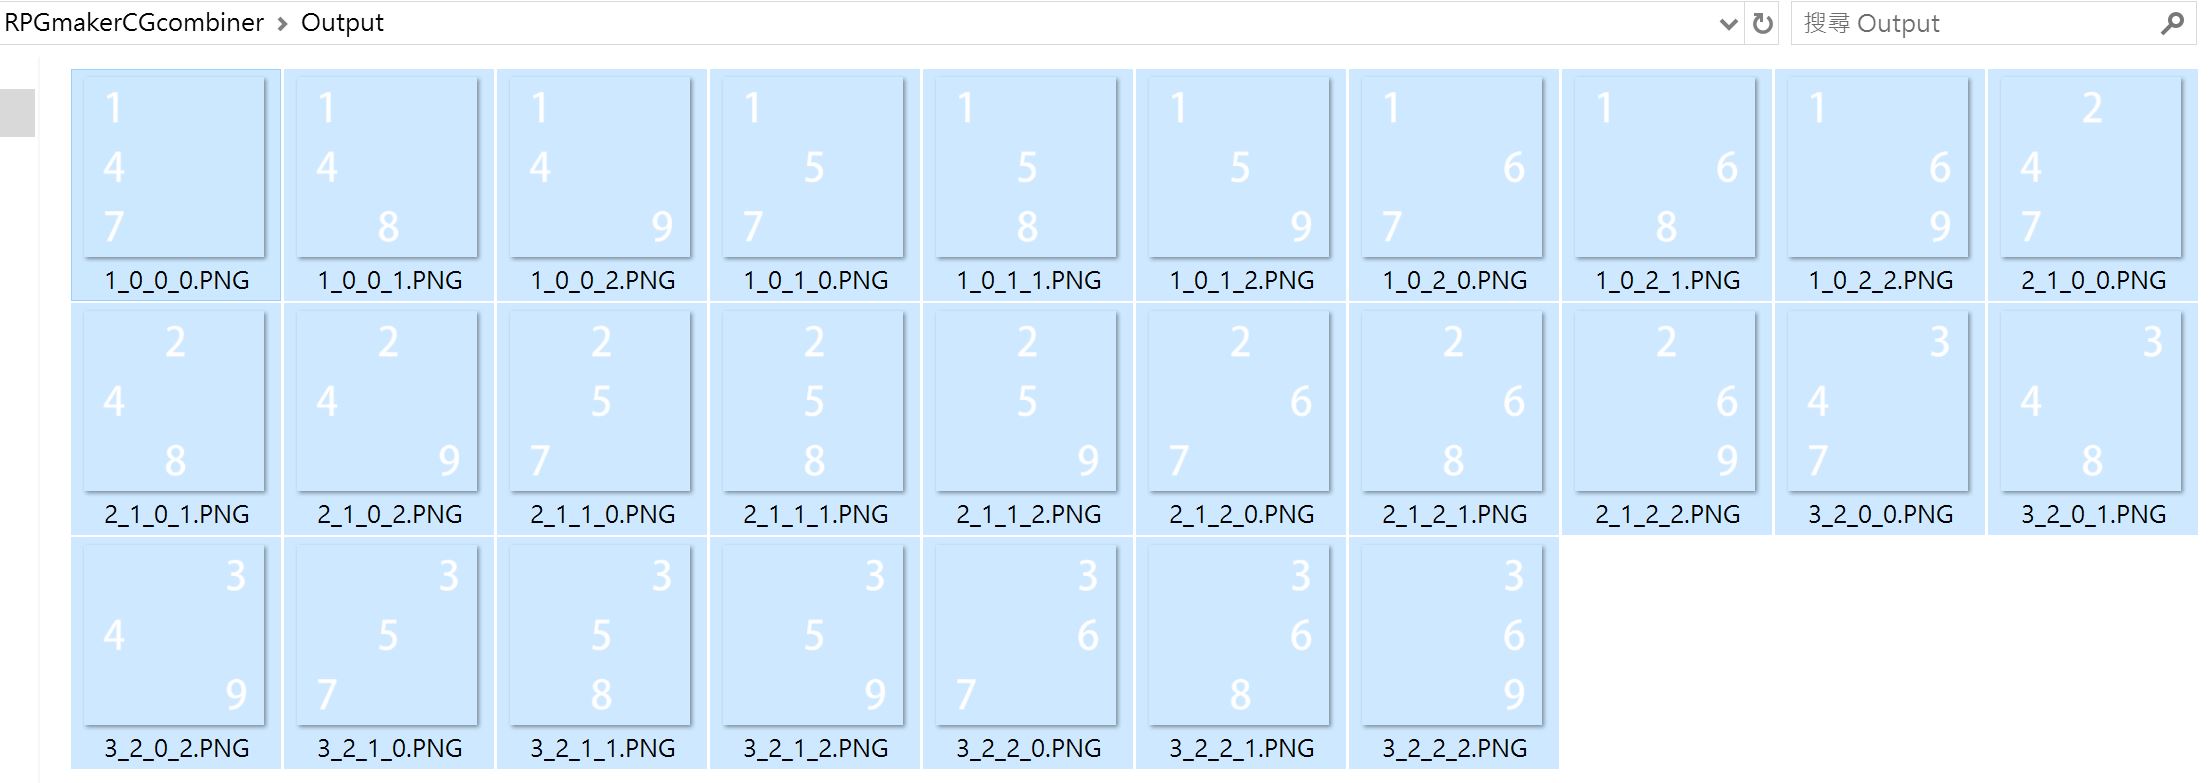 RPGmakerCGcombiner > Output
搜尋 Output
1 1 1 1 1 1 1 1 1 2
4 4 4 5 5 5 6 6 6 4
7 8 9 7 8 9 7 8 9 7
1_0_0_0.PNG 1_0_0_1.PNG 1_0_0_2.PNG 1_0_1_0.PNG 1_0_1_1.PNG 1_0_1_2.PNG 1_0_2_0.PNG 1_0_2_1.PNG 1_0_2_2.PNG 2_1_0_0.PNG
2 2 2 2 2 2 2 2 3 3
4 4 5 5 5 6 6 6 4 4
8 9 7 8 9 7 8 9 7 8
2_1_0_1.PNG 2_1_0_2.PNG 2_1_1_0.PNG 2_1_1_1.PNG 2_1_1_2.PNG 2_1_2_0.PNG 2_1_2_1.PNG 2_1_2_2.PNG 3_2_0_0.PNG 3_2_0_1.PNG
3 3 3 3 3 3 3
4 5 5 5 6 6 6
9 7 8 9 7 8 9
3_2_0_2.PNG 3_2_1_0.PNG 3_2_1_1.PNG 3_2_1_2.PNG 3_2_2_0.PNG 3_2_2_1.PNG 3_2_2_2.PNG